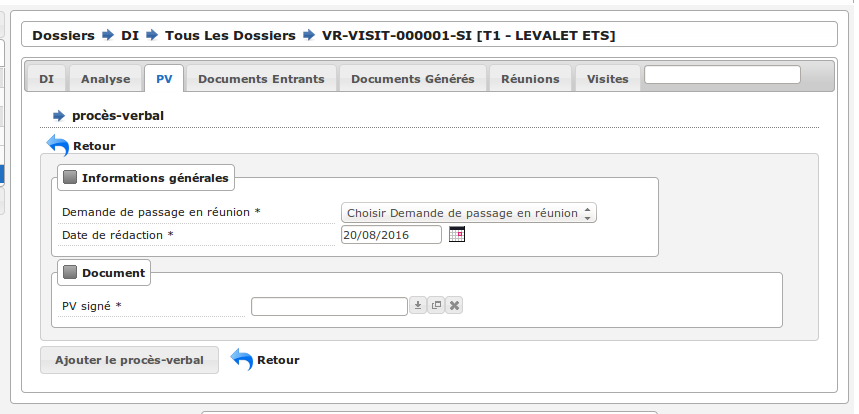 Dossiers DI Tous Les Dossiers VR-VISIT-000001-SI [T1 - LEVALET ETS]
DI Analyse PV Documents Entrants Documents Générés Réunions Visites
procès-verbal
Retour
Informations générales
Demande de passage en réunion * Choisir Demande de passage en réunion
Date de rédaction * 20/08/2016
Document
PV signé *
Ajouter le procès-verbal Retour